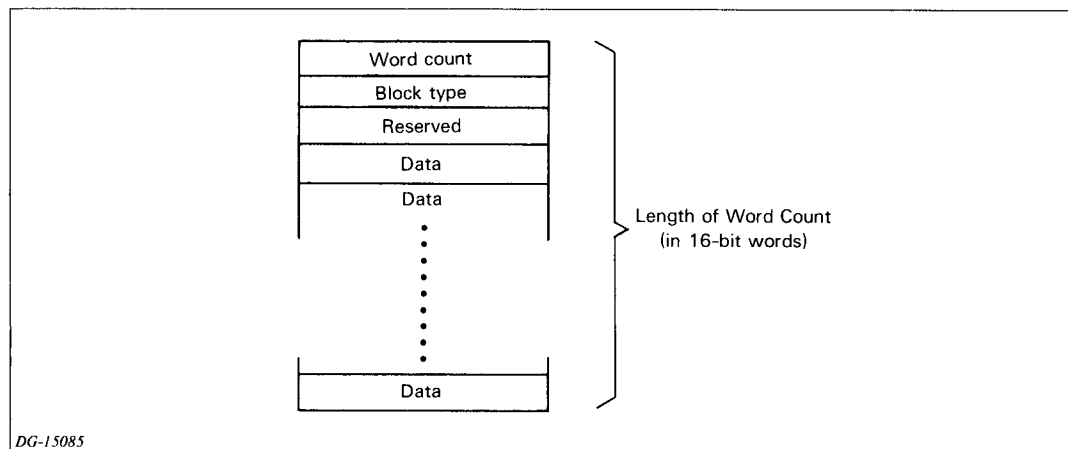 Word count
Block type
Reserved
Data
Data
Length of Word Count
(in 16-bit words)
Data
DG-15085